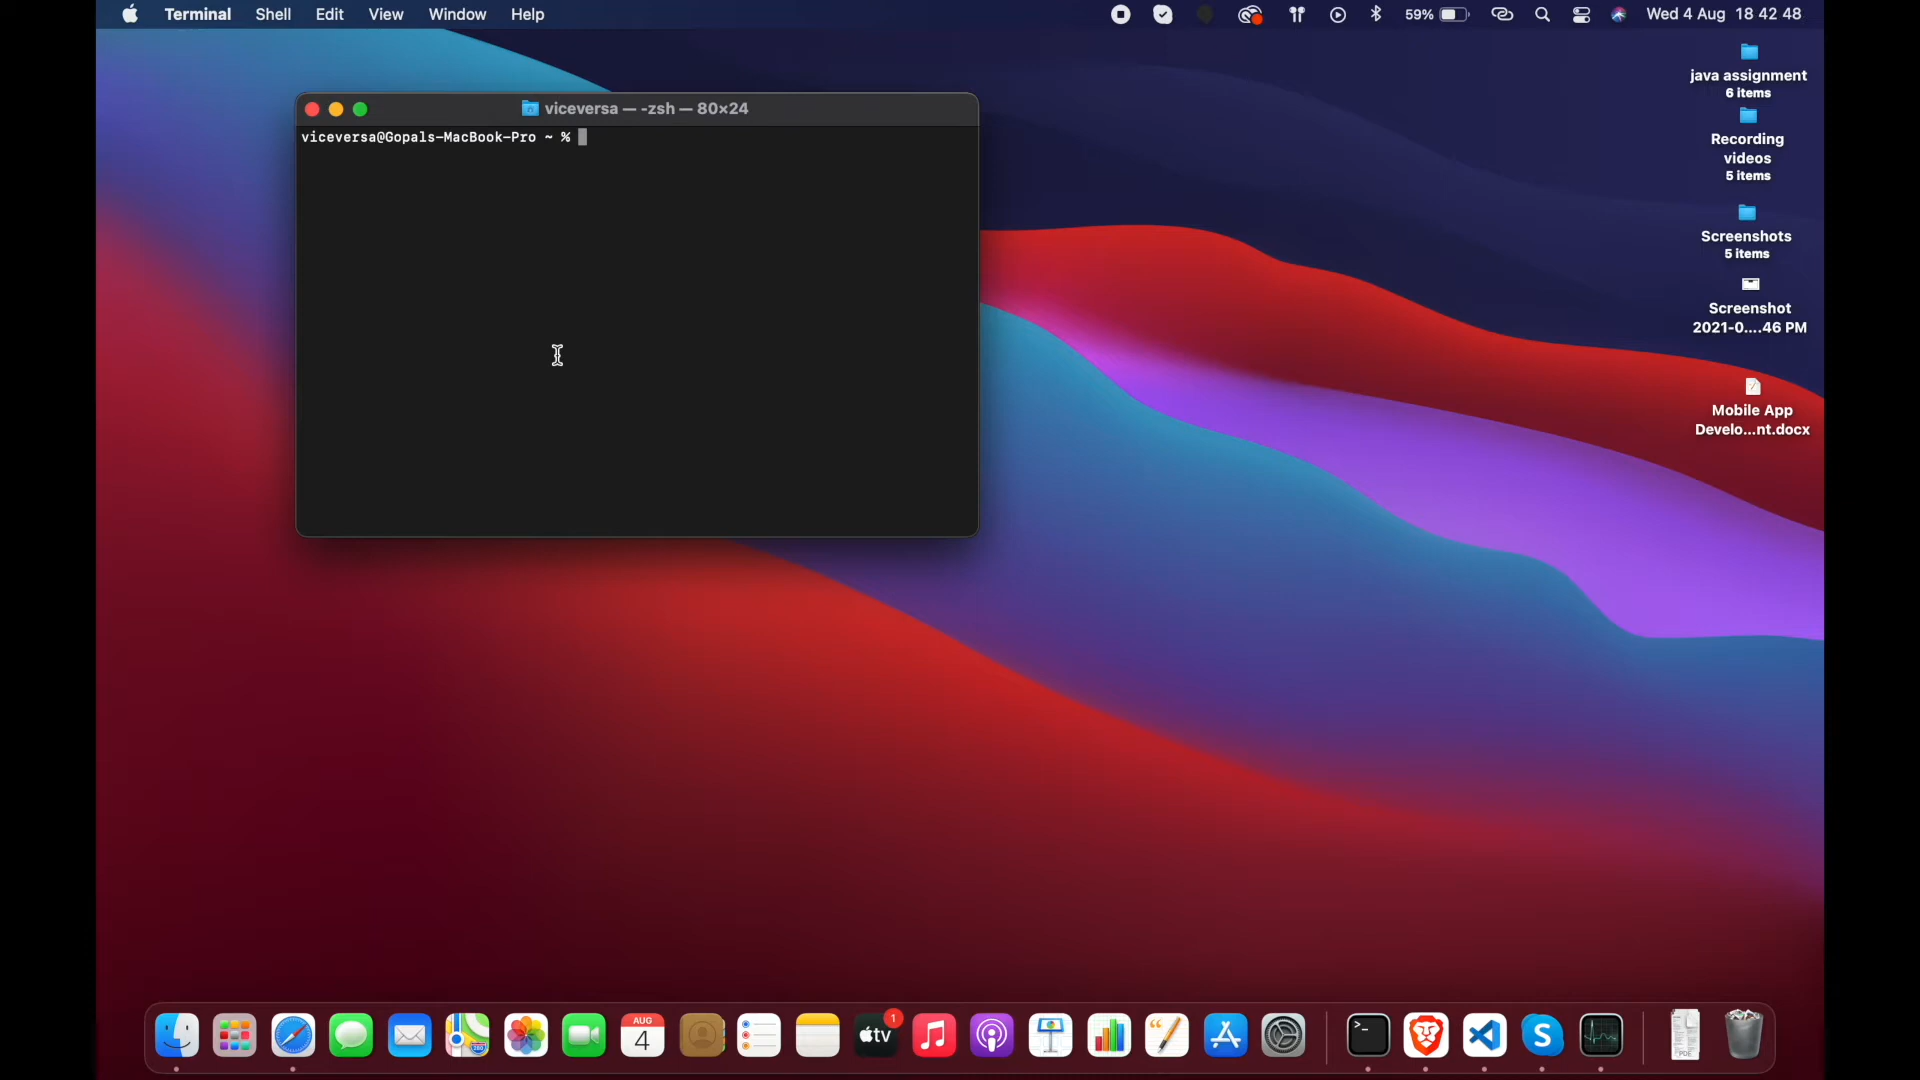 Terminal Shell Edit View Window Help 59% Wed 4 Aug 18 42 48
viceversa — -zsh — 80×24
viceversa@Gopals-MacBook-Pro ~ %
java assignment
6 items
Recording
videos
5 items
Screenshots
5 items
Screenshot
2021-0....46 PM
Mobile App
Develo...nt.docx
AUG
4
tv
1
S
PDF
280
>_